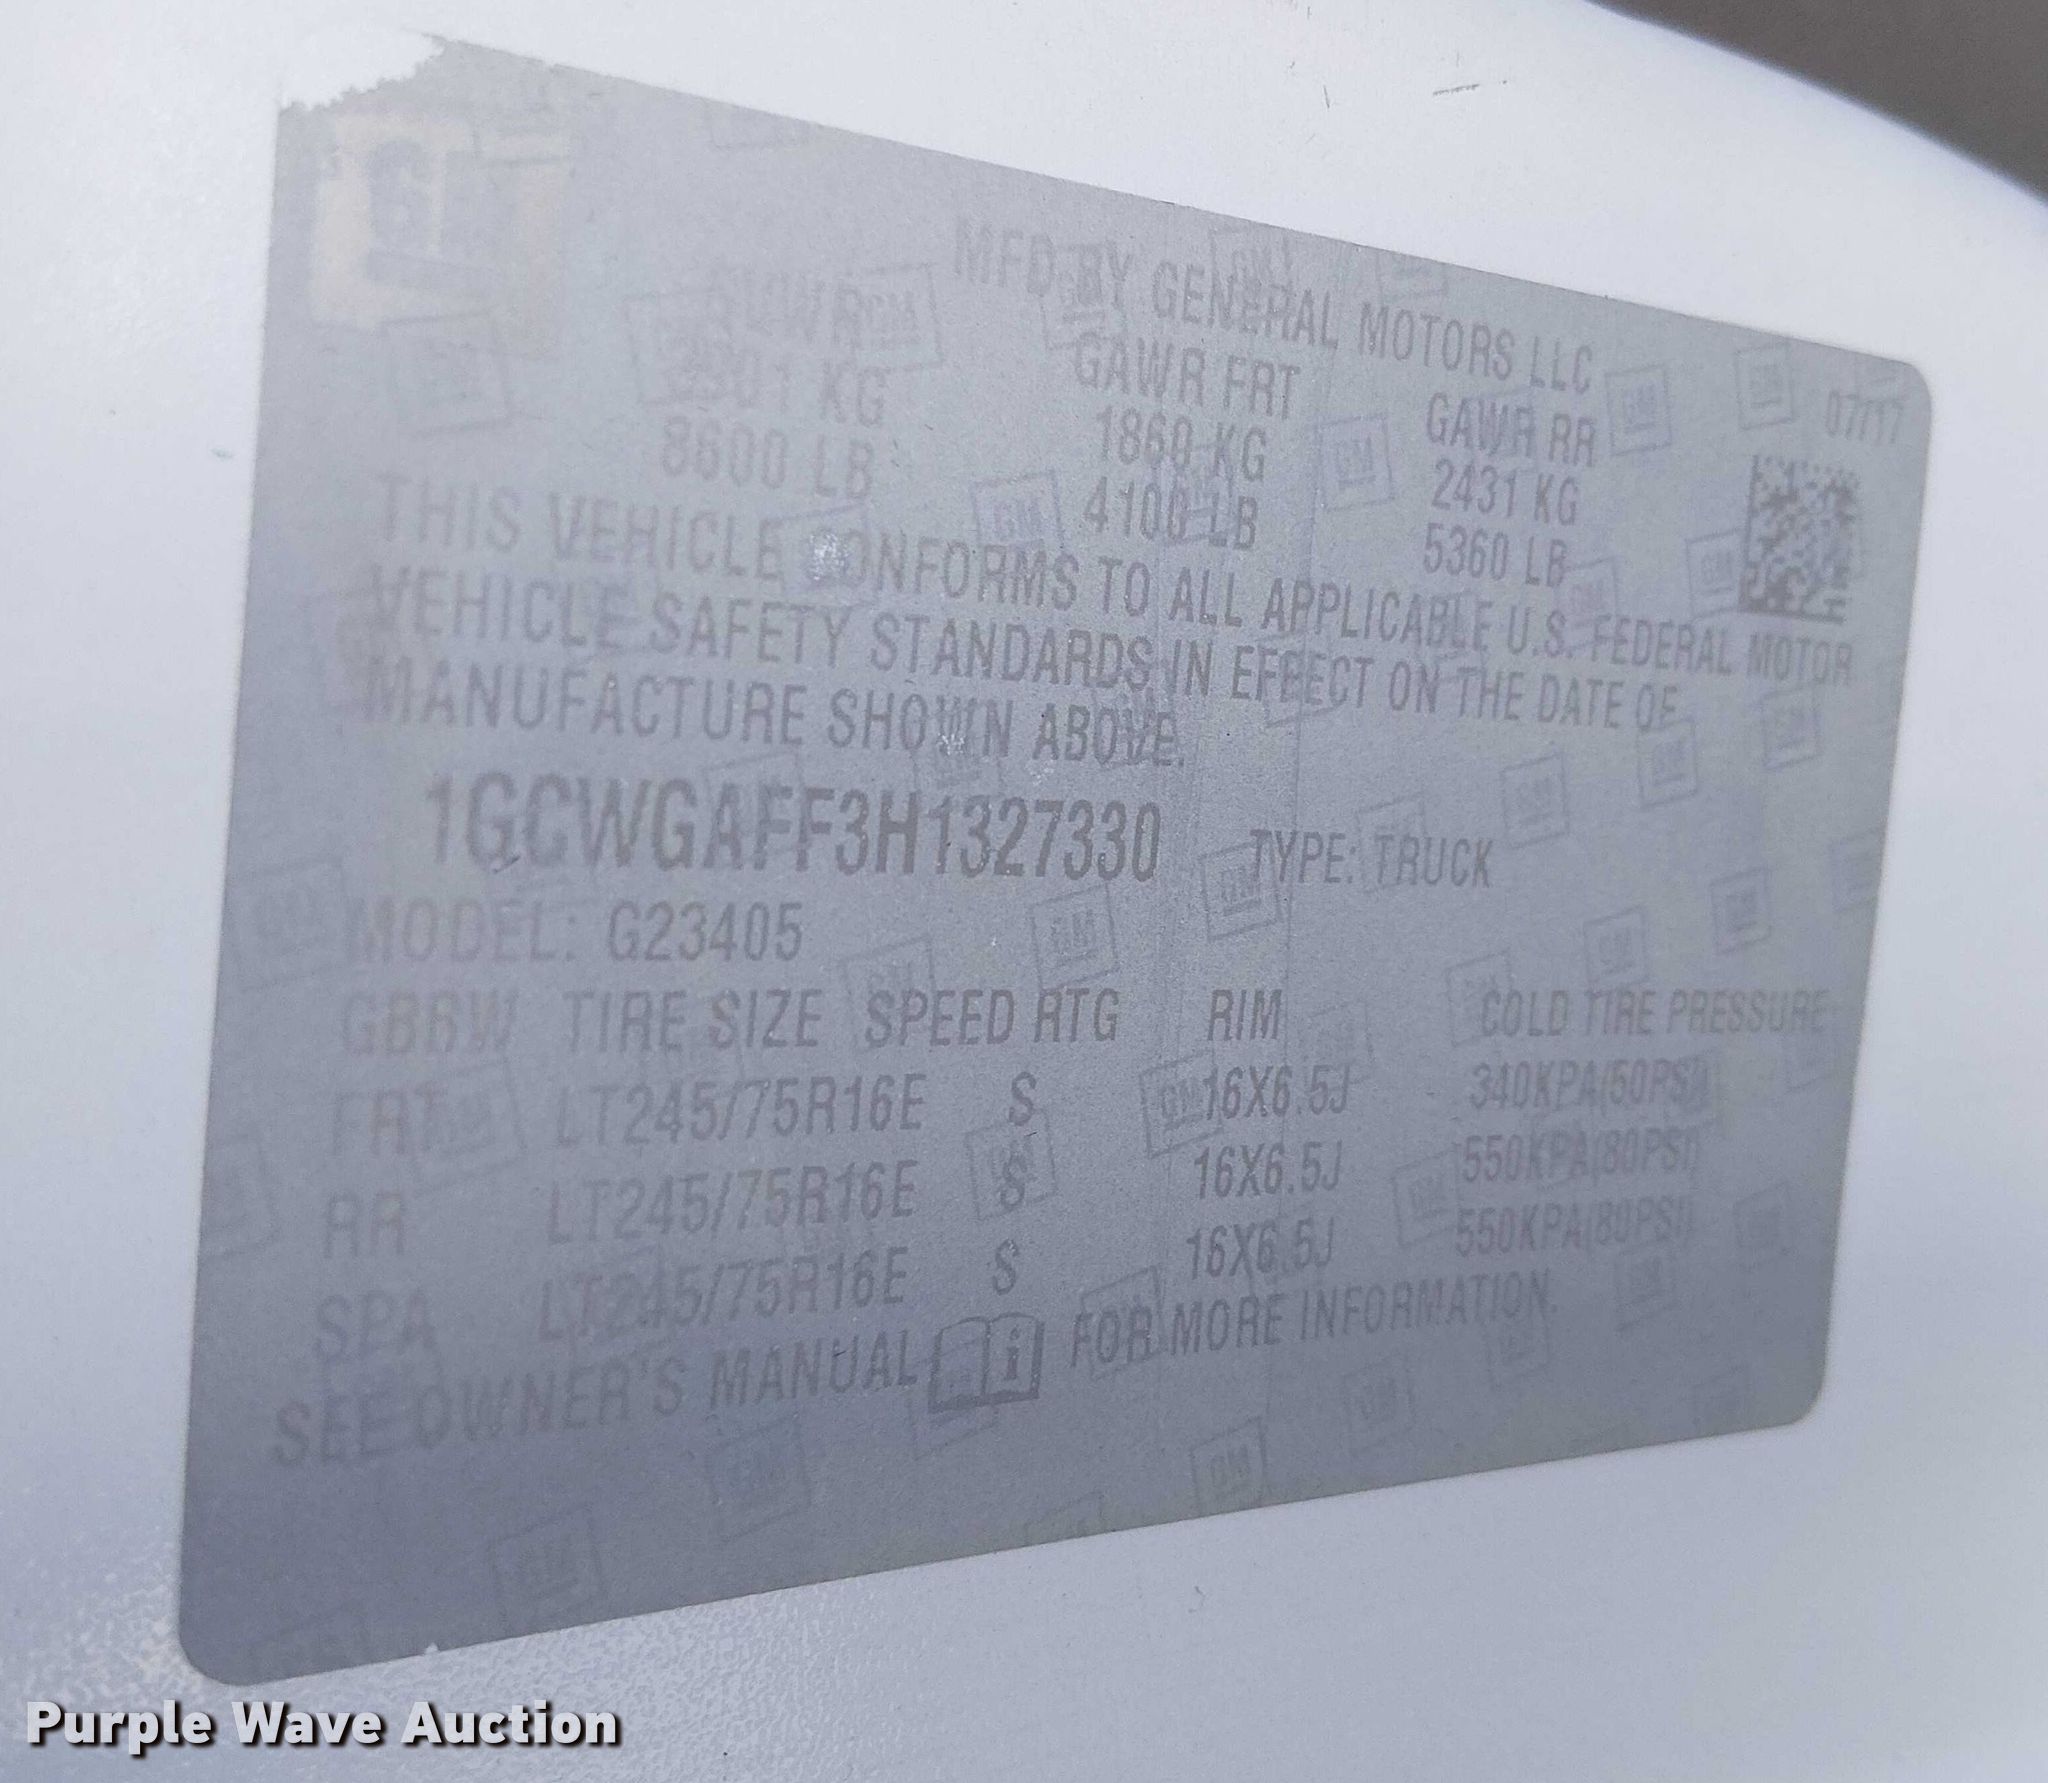 MFD BY GENERAL MOTORS LLC 07/17
GVWR GAWR FRT GAWR RR
3901 KG 1860 KG 2431 KG
8600 LB 4100 LB 5360 LB
THIS VEHICLE CONFORMS TO ALL APPLICABLE U.S. FEDERAL MOTOR
VEHICLE SAFETY STANDARDS IN EFFECT ON THE DATE OF
MANUFACTURE SHOWN ABOVE.
1GCWGAFF3H1327330 TYPE: TRUCK
MODEL: G23405
GBRW TIRE SIZE SPEED RTG RIM COLD TIRE PRESSURE
FRT LT245/75R16E S 16X6.5J 340KPA(50PSI)
RR LT245/75R16E S 16X6.5J 550KPA(80PSI)
SPA LT245/75R16E S 16X6.5J 550KPA(80PSI)
SEE OWNER'S MANUAL FOR MORE INFORMATION.
Purple Wave Auction